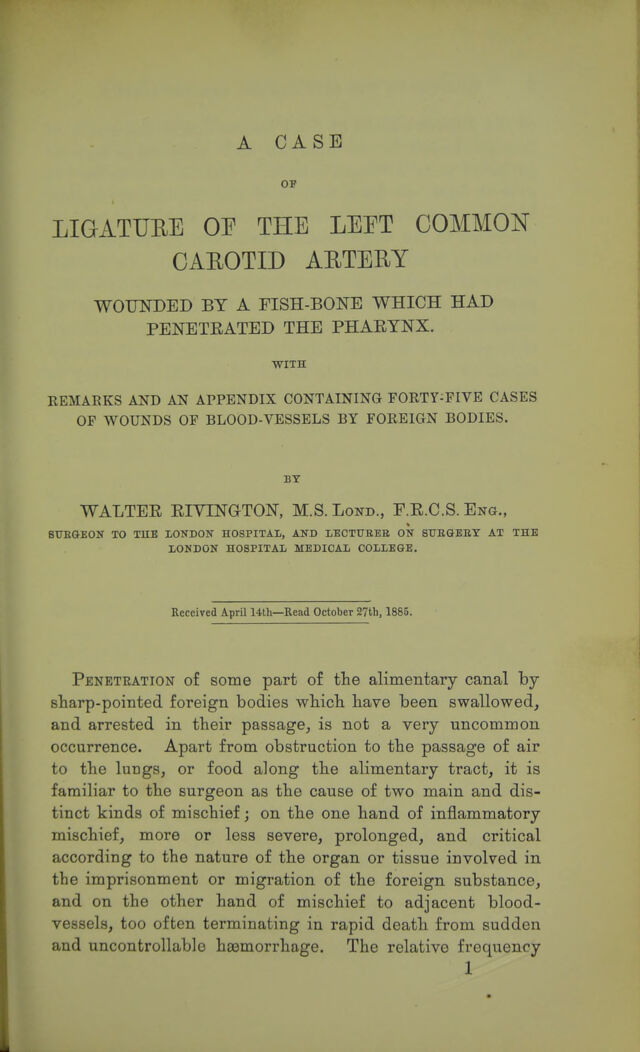 A CASE
OF
LIGATURE OF THE LEFT COMMON
CAROTID ARTERY
WOUNDED BY A FISH-BONE WHICH HAD
PENETRATED THE PHARYNX.
WITH
REMARKS AND AN APPENDIX CONTAINING FORTY-FIVE CASES
OF WOUNDS OF BLOOD-VESSELS BY FOREIGN BODIES.
BY
WALTER RIVINGTON, M.S. LOND., F.R.C.S. ENG.,
SURGEON TO THE LONDON HOSPITAL, AND LECTURER ON SURGERY AT THE
LONDON HOSPITAL MEDICAL COLLEGE.
Received April 14th—Read October 27th, 1885.
PENETRATION of some part of the alimentary canal by
sharp-pointed foreign bodies which have been swallowed,
and arrested in their passage, is not a very uncommon
occurrence. Apart from obstruction to the passage of air
to the lungs, or food along the alimentary tract, it is
familiar to the surgeon as the cause of two main and dis-
tinct kinds of mischief; on the one hand of inflammatory
mischief, more or less severe, prolonged, and critical
according to the nature of the organ or tissue involved in
the imprisonment or migration of the foreign substance,
and on the other hand of mischief to adjacent blood-
vessels, too often terminating in rapid death from sudden
and uncontrollable hæmorrhage. The relative frequency
1